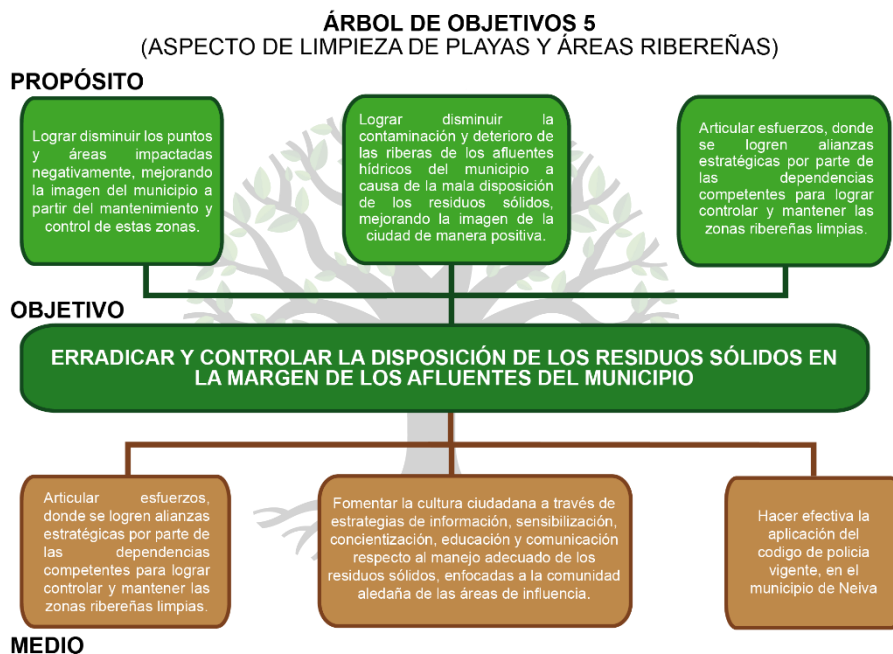 ÁRBOL DE OBJETIVOS 5
(ASPECTO DE LIMPIEZA DE PLAYAS Y ÁREAS RIBEREÑAS)
PROPÓSITO
Lograr disminuir los puntos
y áreas impactadas
negativamente, mejorando
la imagen del municipio a
partir del mantenimiento y
control de estas zonas.
Lograr disminuir la
contaminación y deterioro de
las riberas de los afluentes
hídricos del municipio a
causa de la mala disposición
de los residuos sólidos,
mejorando la imagen de la
ciudad de manera positiva.
Articular esfuerzos, donde
se logren alianzas
estratégicas por parte de
las dependencias
competentes para lograr
controlar y mantener las
zonas ribereñas limpias.
OBJETIVO
ERRADICAR Y CONTROLAR LA DISPOSICIÓN DE LOS RESIDUOS SÓLIDOS EN
LA MARGEN DE LOS AFLUENTES DEL MUNICIPIO
Articular esfuerzos,
donde se logren alianzas
estratégicas por parte de
las dependencias
competentes para lograr
controlar y mantener las
zonas ribereñas limpias.
Fomentar la cultura ciudadana a través de
estrategias de información, sensibilización,
concientización, educación y comunicación
respecto al manejo adecuado de los
residuos sólidos, enfocadas a la comunidad
aledaña de las áreas de influencia.
Hacer efectiva la
aplicación del
codigo de policia
vigente, en el
municipio de Neiva
MEDIO